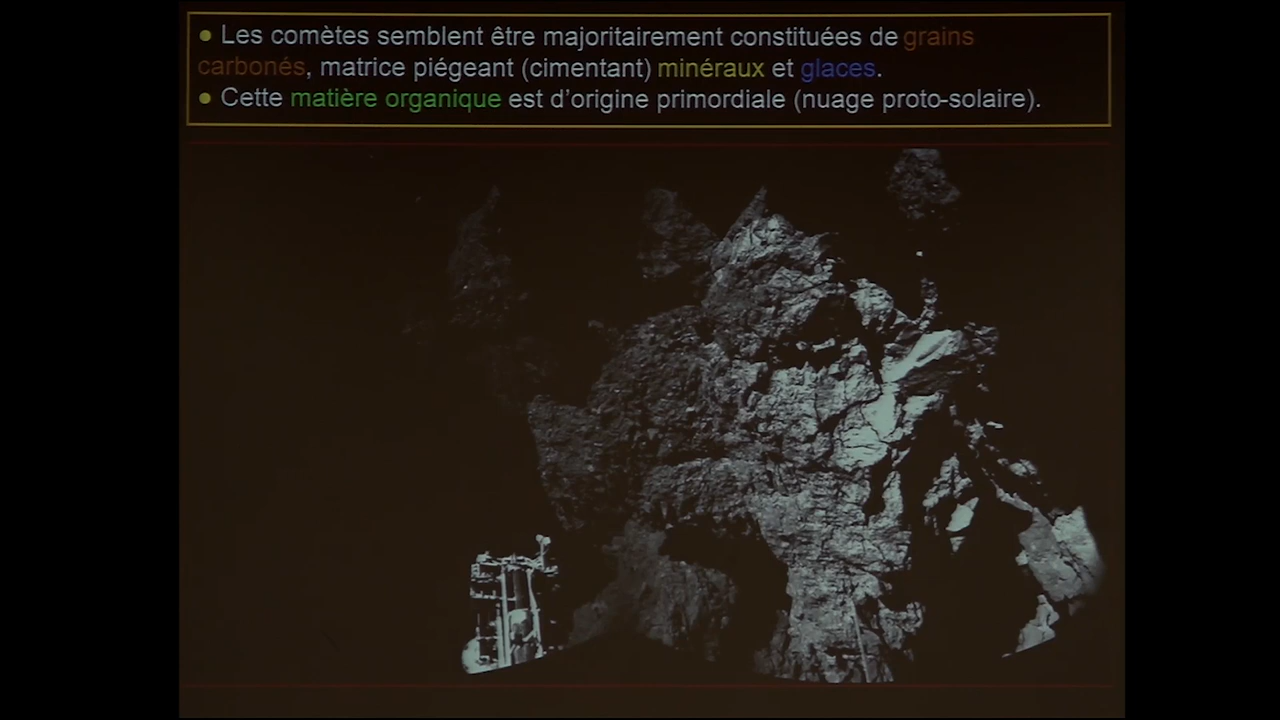 ● Les comètes semblent être majoritairement constituées de grains
carbonés, matrice piégeant (cimentant) minéraux et glaces.
● Cette matière organique est d’origine primordiale (nuage proto-solaire).